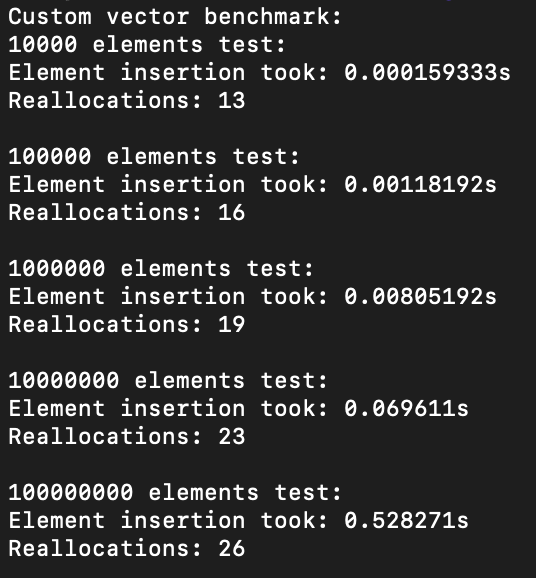 Custom vector benchmark:
10000 elements test:
Element insertion took: 0.000159333s
Reallocations: 13
100000 elements test:
Element insertion took: 0.00118192s
Reallocations: 16
1000000 elements test:
Element insertion took: 0.00805192s
Reallocations: 19
10000000 elements test:
Element insertion took: 0.069611s
Reallocations: 23
100000000 elements test:
Element insertion took: 0.528271s
Reallocations: 26